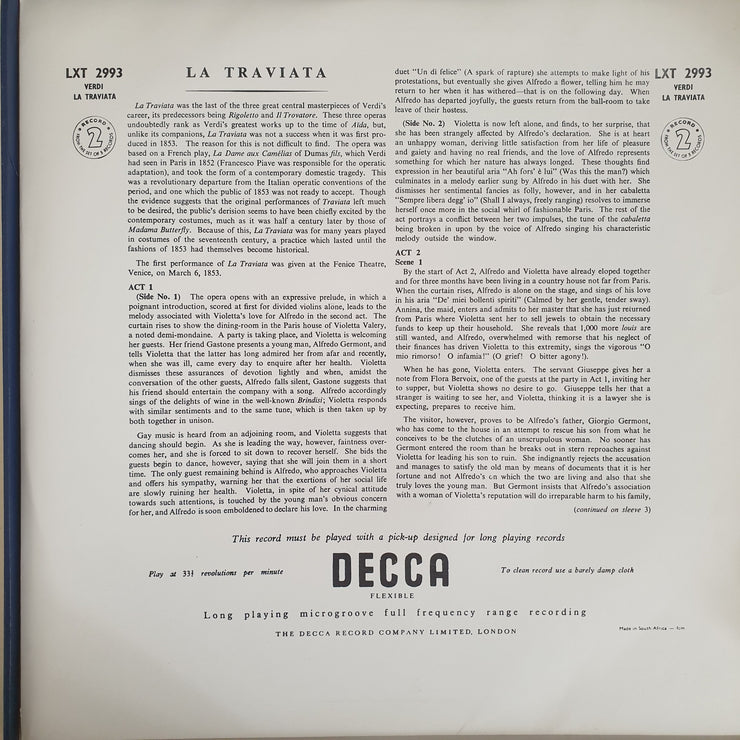 LXT 2993
VERDI
LA TRAVIATA
RECORD
2
FROM THE SET OF 3 RECORDS
LA TRAVIATA
La Traviata was the last of the three great central masterpieces of Verdi's
career, its predecessors being Rigoletto and Il Trovatore. These three operas
undoubtedly rank as Verdi's greatest works up to the time of Aida, but,
unlike its companions, La Traviata was not a success when it was first pro-
duced in 1853. The reason for this is not difficult to find. The opera was
based on a French play, La Dame aux Camélias of Dumas fils, which Verdi
had seen in Paris in 1852 (Francesco Piave was responsible for the operatic
adaptation), and took the form of a contemporary domestic tragedy. This
was a revolutionary departure from the Italian operatic conventions of the
period, and one which the public of 1853 was not ready to accept. Though
the evidence suggests that the original performances of Traviata left much
to be desired, the public's derision seems to have been chiefly excited by the
contemporary costumes, much as it was half a century later by those of
Madama Butterfly. Because of this, La Traviata was for many years played
in costumes of the seventeenth century, a practice which lasted until the
fashions of 1853 had themselves become historical.
The first performance of La Traviata was given at the Fenice Theatre,
Venice, on March 6, 1853.
ACT 1
(Side No. 1) The opera opens with an expressive prelude, in which a
poignant introduction, scored at first for divided violins alone, leads to the
melody associated with Violetta's love for Alfredo in the second act. The
curtain rises to show the dining-room in the Paris house of Violetta Valery,
a noted demi-mondaine. A party is taking place, and Violetta is welcoming
her guests. Her friend Gastone presents a young man, Alfredo Germont, and
tells Violetta that the latter has long admired her from afar and recently,
when she was ill, came every day to enquire after her health. Violetta
dismisses these assurances of devotion lightly and when, amidst the
conversation of the other guests, Alfredo falls silent, Gastone suggests that
his friend should entertain the company with a song. Alfredo accordingly
sings of the delights of wine in the well-known Brindisi; Violetta responds
with similar sentiments and to the same tune, which is then taken up by
both together in unison.
Gay music is heard from an adjoining room, and Violetta suggests that
dancing should begin. As she is leading the way, however, faintness over-
comes her, and she is forced to sit down to recover herself. She bids the
guests begin to dance, however, saying that she will join them in a short
time. The only guest remaining behind is Alfredo, who approaches Violetta
and offers his sympathy, warning her that the exertions of her social life
are slowly ruining her health. Violetta, in spite of her cynical attitude
towards such attentions, is touched by the young man's obvious concern
for her, and Alfredo is soon emboldened to declare his love. In the charming
duet "Un dì felice" (A spark of rapture) she attempts to make light of his
protestations, but eventually she gives Alfredo a flower, telling him he may
return to her when it has withered—that is on the following day. When
Alfredo has departed joyfully, the guests return from the ball-room to take
leave of their hostess.
(Side No. 2) Violetta is now left alone, and finds, to her surprise, that
she has been strangely affected by Alfredo's declaration. She is at heart
an unhappy woman, deriving little satisfaction from her life of pleasure
and gaiety and having no real friends, and the love of Alfredo represents
something for which her nature has always longed. These thoughts find
expression in her beautiful aria "Ah fors' è lui" (Was this the man?) which
culminates in a melody earlier sung by Alfredo in his duet with her. She
dismisses her sentimental fancies as folly, however, and in her cabaletta
"Sempre libera degg' io" (Shall I always, freely ranging) resolves to immerse
herself once more in the social whirl of fashionable Paris. The rest of the
act portrays a conflict between her two impulses, the tune of the cabaletta
being broken in upon by the voice of Alfredo singing his characteristic
melody outside the window.
ACT 2
Scene 1
By the start of Act 2, Alfredo and Violetta have already eloped together
and for three months have been living in a country house not far from Paris.
When the curtain rises, Alfredo is alone on the stage, and sings of his love
in his aria "De' miei bollenti spiriti" (Calmed by her gentle, tender sway).
Annina, the maid, enters and admits to her master that she has just returned
from Paris where Violetta sent her to sell jewels to obtain the necessary
funds to keep up their household. She reveals that 1,000 more louis are
still wanted, and Alfredo, overwhelmed with remorse that his neglect of
their finances has driven Violetta to this extremity, sings the vigorous "O
mio rimorso! O infamia!" (O grief! O bitter agony!).
When he has gone, Violetta enters. The servant Giuseppe gives her a
note from Flora Bervoix, one of the guests at the party in Act 1, inviting her
to supper, but Violetta shows no desire to go. Giuseppe tells her that a
stranger is waiting to see her, and Violetta, thinking it is a lawyer she is
expecting, prepares to receive him.
The visitor, however, proves to be Alfredo's father, Giorgio Germont,
who has come to the house in an attempt to rescue his son from what he
conceives to be the clutches of an unscrupulous woman. No sooner has
Germont entered the room than he breaks out in stern reproaches against
Violetta for leading his son to ruin. She indignantly rejects the accusation
and manages to satisfy the old man by means of documents that it is her
fortune and not Alfredo's on which the two are living and also that she
truly loves the young man. But Germont insists that Alfredo's association
with a woman of Violetta's reputation will do irreparable harm to his family,
(continued on sleeve 3)
LXT 2993
VERDI
LA TRAVIATA
RECORD
2
FROM THE SET OF 3 RECORDS
This record must be played with a pick-up designed for long playing records
Play at 33⅓ revolutions per minute
DECCA
FLEXIBLE
To clean record use a barely damp cloth
Long playing microgroove full frequency range recording
THE DECCA RECORD COMPANY LIMITED, LONDON
Made in South Africa —